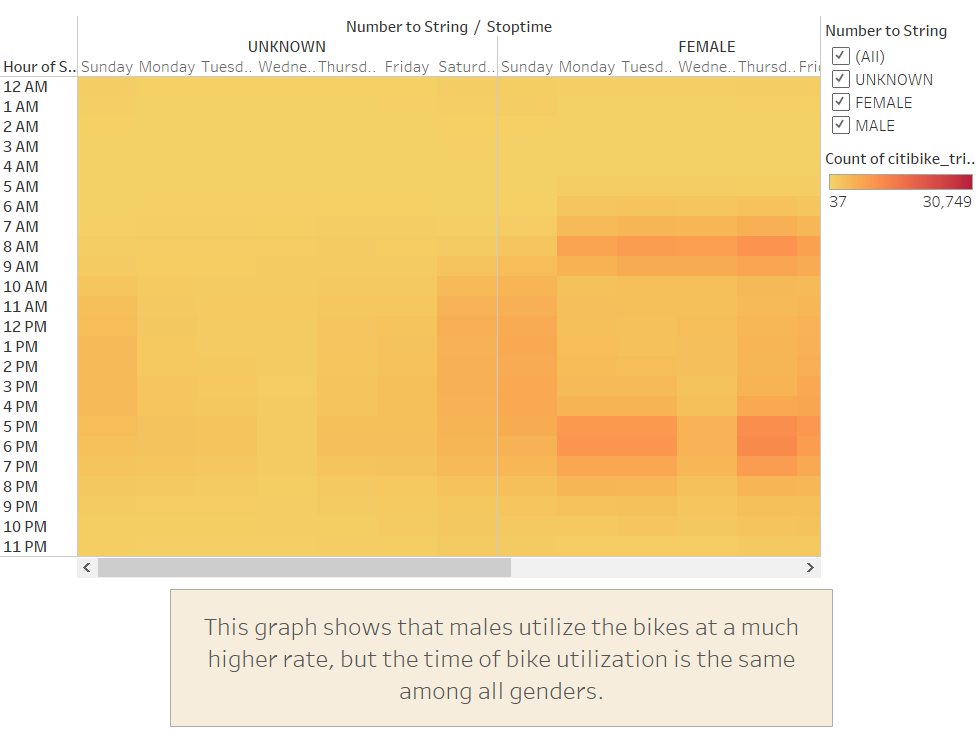 Number to String / Stoptime
UNKNOWN FEMALE
Hour of S.. Sunday Monday Tuesd.. Wedne.. Thursd.. Friday Saturd.. Sunday Monday Tuesd.. Wedne.. Thursd.. Fri
12 AM
1 AM
2 AM
3 AM
4 AM
5 AM
6 AM
7 AM
8 AM
9 AM
10 AM
11 AM
12 PM
1 PM
2 PM
3 PM
4 PM
5 PM
6 PM
7 PM
8 PM
9 PM
10 PM
11 PM
Number to String
(All)
UNKNOWN
FEMALE
MALE
Count of citibike_tri..
37 30,749
This graph shows that males utilize the bikes at a much
higher rate, but the time of bike utilization is the same
among all genders.